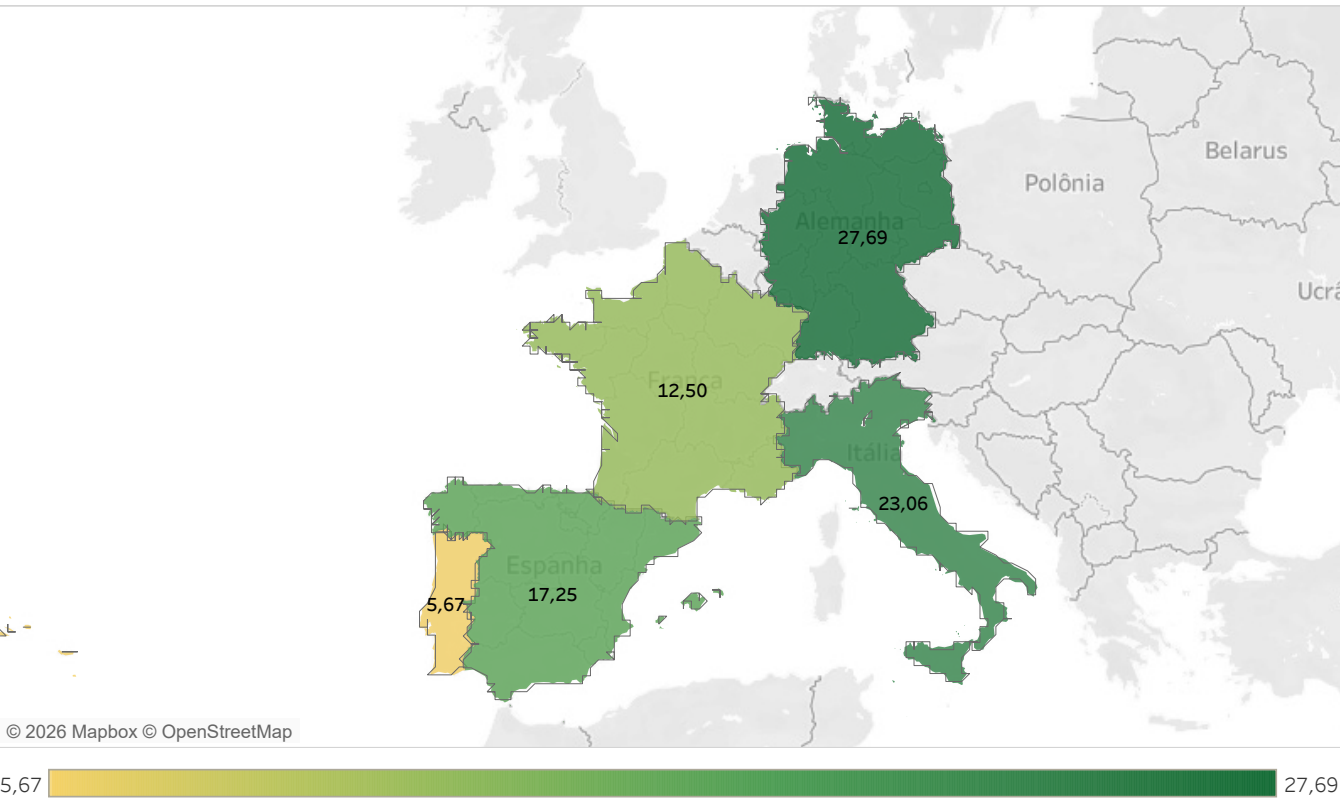 Belarus
Polônia
Alemanha
27,69
Ucrâ
França
12,50
Itália
23,06
Espanha
17,25
5,67
© 2026 Mapbox © OpenStreetMap
5,67
27,69